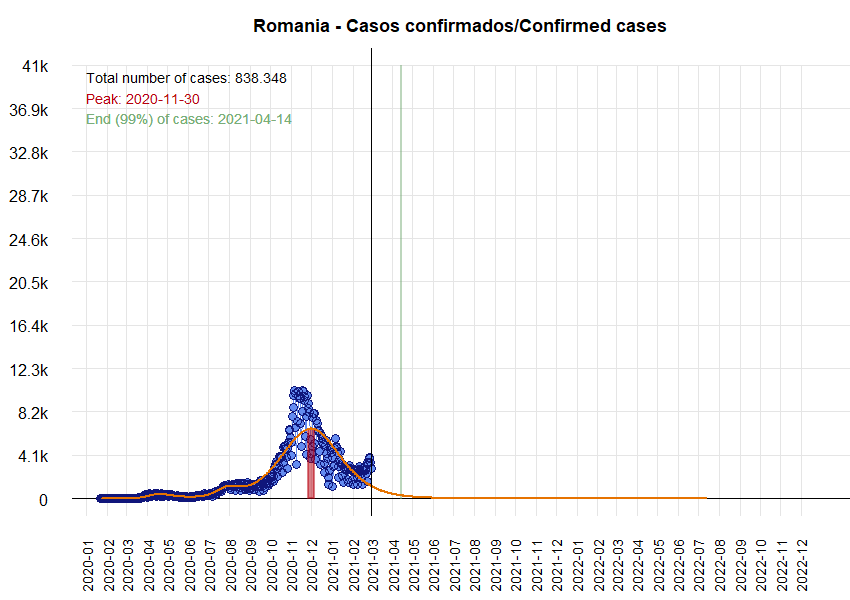 Romania - Casos confirmados/Confirmed cases
41k
Total number of cases: 838.348
Peak: 2020-11-30
36.9k
End (99%) of cases: 2021-04-14
32.8k
28.7k
24.6k
20.5k
16.4k
12.3k
8.2k
4.1k
0
2020-01
2020-02
2020-03
2020-04
2020-05
2020-06
2020-07
2020-08
2020-09
2020-10
2020-11
2020-12
2021-01
2021-02
2021-03
2021-04
2021-05
2021-06
2021-07
2021-08
2021-09
2021-10
2021-11
2021-12
2022-01
2022-02
2022-03
2022-04
2022-05
2022-06
2022-07
2022-08
2022-09
2022-10
2022-11
2022-12